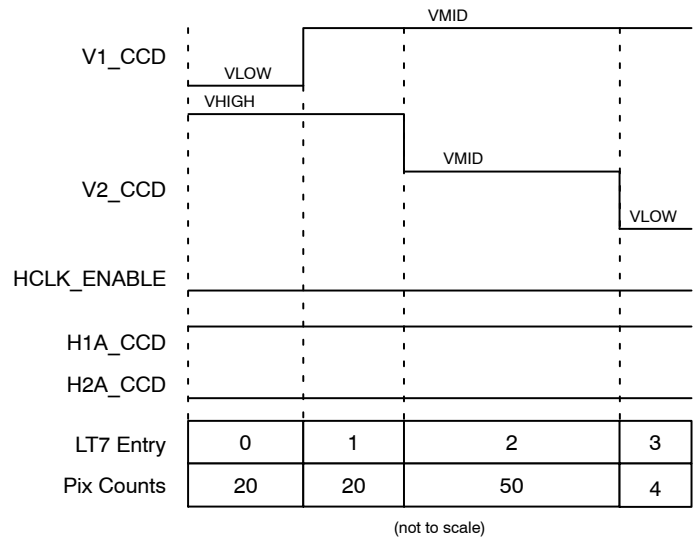 VMID
V1_CCD
VLOW
VHIGH
VMID
V2_CCD
VLOW
HCLK_ENABLE
H1A_CCD
H2A_CCD
LT7 Entry 0 1 2 3
Pix Counts 20 20 50 4
(not to scale)